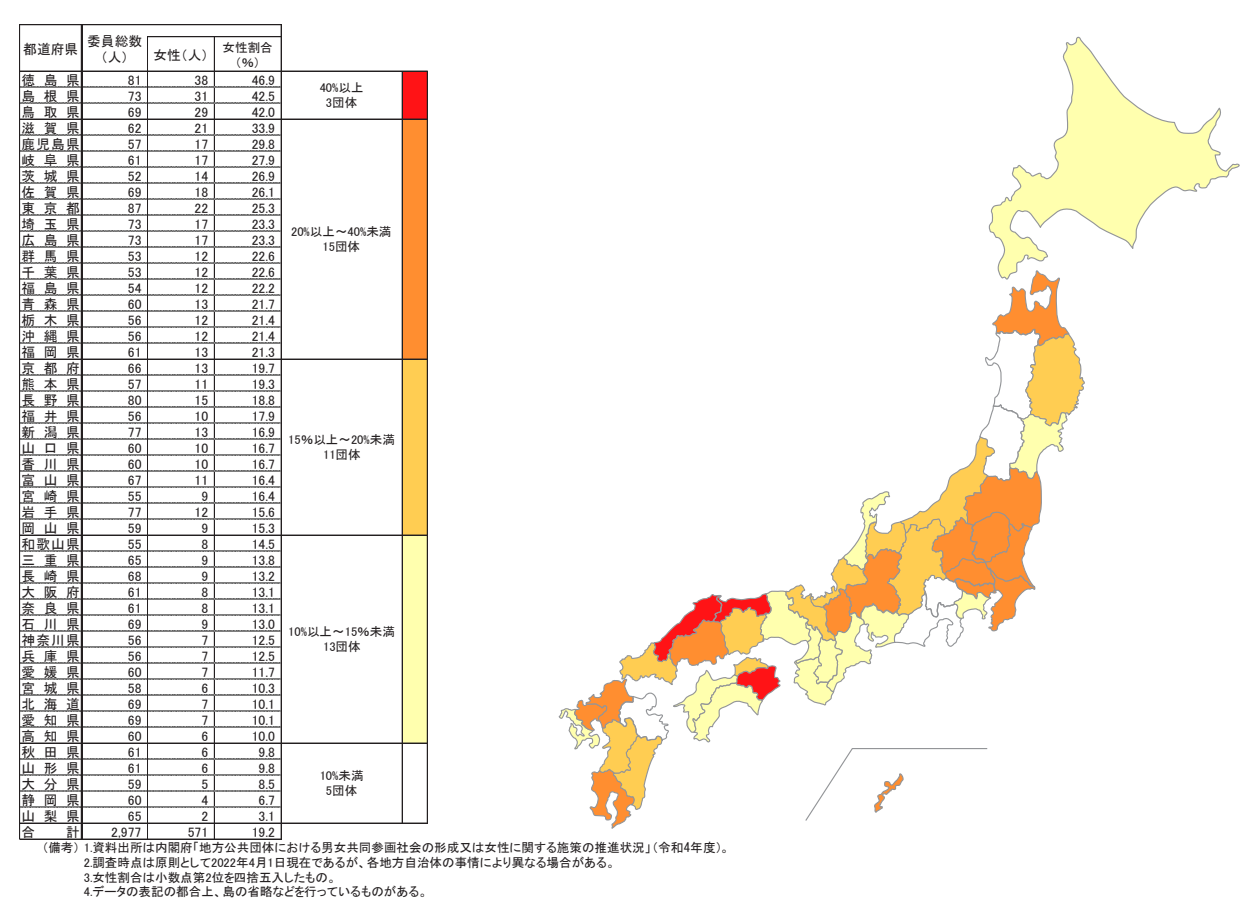 都道府県 委員総数（人） 女性（人） 女性割合（%）
徳島県 81 38 46.9
島根県 73 31 42.5
鳥取県 69 29 42.0
40%以上
3団体
滋賀県 62 21 33.9
鹿児島県 57 17 29.8
岐阜県 61 17 27.9
茨城県 52 14 26.9
佐賀県 69 18 26.1
東京都 87 22 25.3
埼玉県 73 17 23.3
広島県 73 17 23.3
群馬県 53 12 22.6
千葉県 53 12 22.6
福島県 54 12 22.2
青森県 60 13 21.7
栃木県 56 12 21.4
沖縄県 56 12 21.4
福岡県 61 13 21.3
20%以上～40%未満
15団体
京都府 66 13 19.7
熊本県 57 11 19.3
長野県 80 15 18.8
福井県 56 10 17.9
新潟県 77 13 16.9
山口県 60 10 16.7
香川県 60 10 16.7
富山県 67 11 16.4
宮崎県 55 9 16.4
岩手県 77 12 15.6
岡山県 59 9 15.3
15%以上～20%未満
11団体
和歌山県 55 8 14.5
三重県 65 9 13.8
長崎県 68 9 13.2
大阪府 61 8 13.1
奈良県 61 8 13.1
石川県 69 9 13.0
神奈川県 56 7 12.5
兵庫県 56 7 12.5
愛媛県 60 7 11.7
宮城県 58 6 10.3
北海道 69 7 10.1
愛知県 69 7 10.1
高知県 60 6 10.0
10%以上～15%未満
13団体
秋田県 61 6 9.8
山形県 61 6 9.8
大分県 59 5 8.5
静岡県 60 4 6.7
山梨県 65 2 3.1
10%未満
5団体
合計 2,977 571 19.2
（備考）1.資料出所は内閣府「地方公共団体における男女共同参画社会の形成又は女性に関する施策の推進状況」（令和4年度）。
2.調査時点は原則として2022年4月1日現在であるが、各地方自治体の事情により異なる場合がある。
3.女性割合は小数点第2位を四捨五入したもの。
4.データの表記の都合上、島の省略などを行っているものがある。